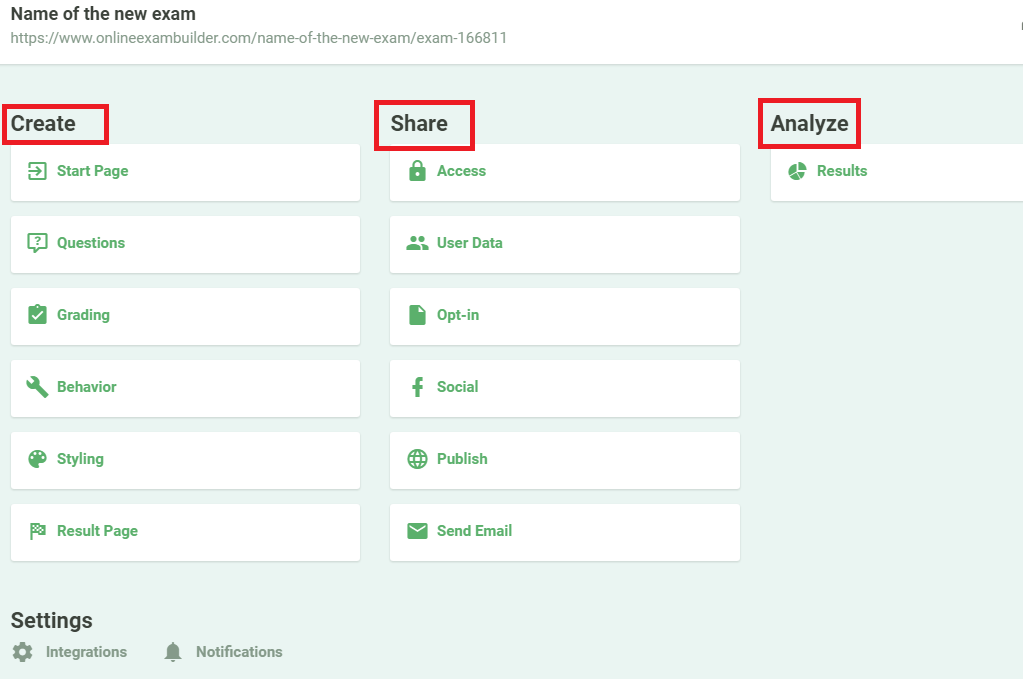 Name of the new exam
https://www.onlineexambuilder.com/name-of-the-new-exam/exam-166811
Create
Start Page
Questions
Grading
Behavior
Styling
Result Page
Share
Access
User Data
Opt-in
Social
Publish
Send Email
Analyze
Results
Settings
Integrations
Notifications